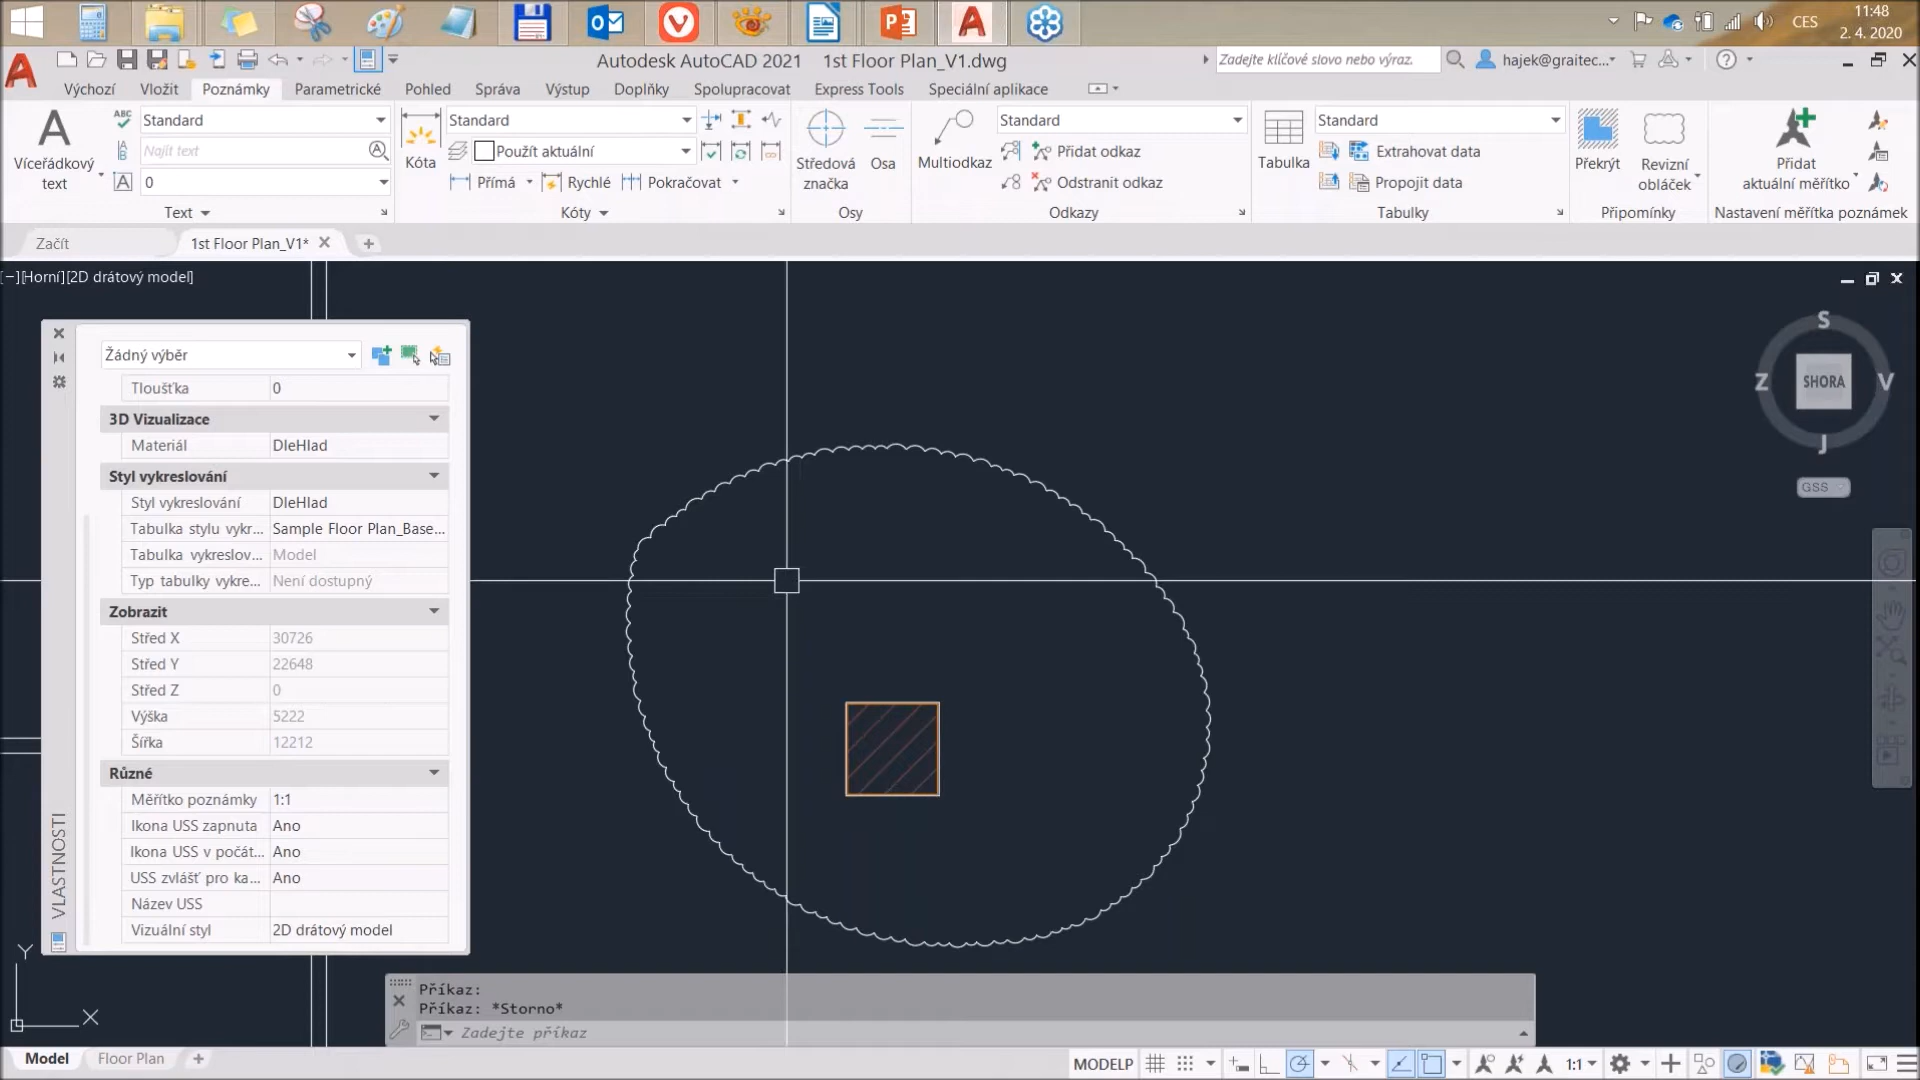 CES
11:48
2. 4. 2020
Autodesk AutoCAD 2021 1st Floor Plan_V1.dwg
Zadejte klíčové slovo nebo výraz.
hajek@graitec...
Výchozí Vložit Poznámky Parametrické Pohled Správa Výstup Doplňky Spolupracovat Express Tools Speciální aplikace
Víceřádkový
text
ABC
Standard
Najít text
0
Text
Kóta
Standard
Použít aktuální
Přímá Rychlé Pokračovat
Kóty
Středová
značka
Osa
Osy
Multiodkaz
Standard
Přidat odkaz
Odstranit odkaz
Odkazy
Tabulka
Standard
Extrahovat data
Propojit data
Tabulky
Překrýt
Revizní
obláček
Připomínky
Přidat
aktuální měřítko
Nastavení měřítka poznámek
Začít
1st Floor Plan_V1*
[−][Horní][2D drátový model]
S
Z
SHORA
V
J
GSS
Žádný výběr
Tloušťka 0
3D Vizualizace
Materiál DleHlad
Styl vykreslování
Styl vykreslování DleHlad
Tabulka stylu vykr... Sample Floor Plan_Base...
Tabulka vykreslov... Model
Typ tabulky vykre... Není dostupný
Zobrazit
Střed X 30726
Střed Y 22648
Střed Z 0
Výška 5222
Šířka 12212
Různé
Měřítko poznámky 1:1
Ikona USS zapnuta Ano
Ikona USS v počát... Ano
USS zvlášť pro ka... Ano
Název USS
Vizuální styl 2D drátový model
VLASTNOSTI
Y
X
Příkaz:
Příkaz: *Storno*
Zadejte příkaz
Model
Floor Plan
MODELP
1:1